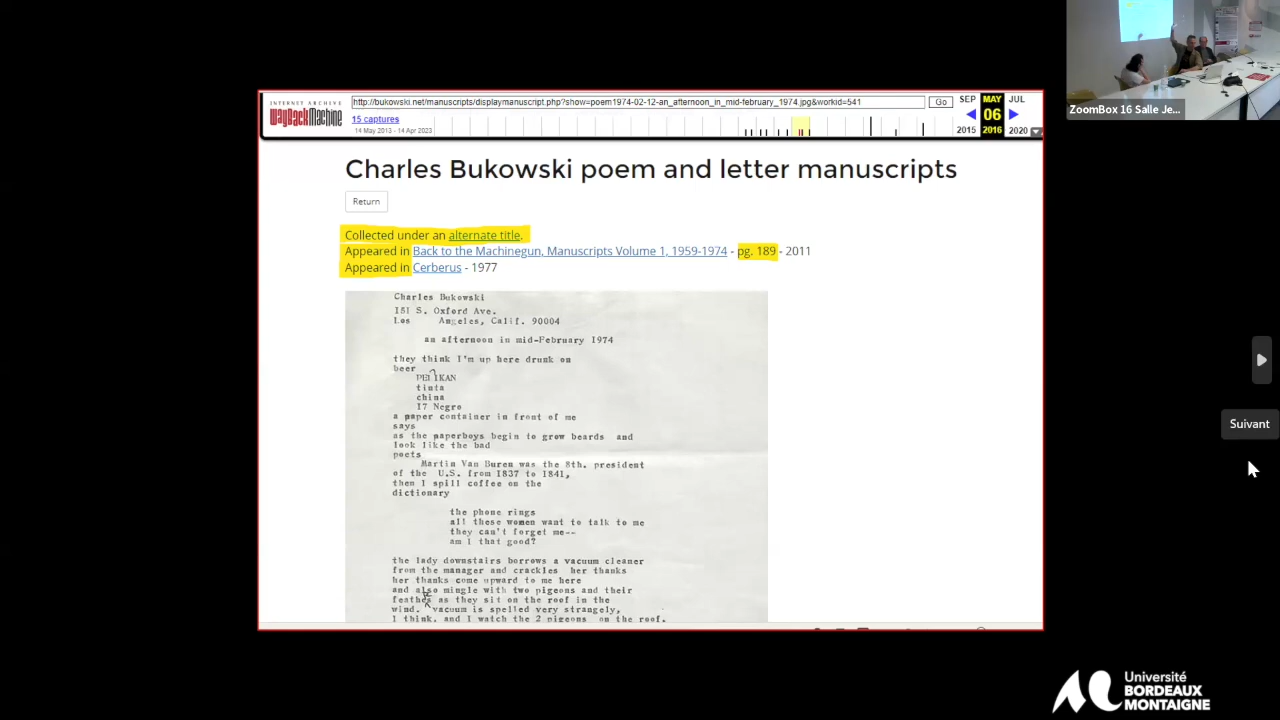 INTERNET ARCHIVE
WayBackMachine
http://bukowski.net/manuscripts/displaymanuscript.php?show=poem1974-02-12-an_afternoon_in_mid-february_1974.jpg&workid=541
Go
SEP MAY JUL
15 captures
06
14 May 2013 - 14 Apr 2023
2015 2016 2020
Charles Bukowski poem and letter manuscripts
Return
Collected under an alternate title.
Appeared in Back to the Machinegun, Manuscripts Volume 1, 1959-1974 - pg. 189 - 2011
Appeared in Cerberus - 1977
Charles Bukowski
151 S. Oxford Ave.
Los Angeles, Calif. 90004
an afternoon in mid-February 1974
they think I'm up here drunk on
beer
PELIKAN
tinta
china
17 Negro
a paper container in front of me
says
as the paperboys begin to grow beards and
look like the bad
poets
Martin Van Buren was the 8th. president
of the U.S. from 1837 to 1841,
then I spill coffee on the
dictionary
the phone rings
all these women want to talk to me
they can't forget me--
am I that good?
the lady downstairs borrows a vacuum cleaner
from the manager and crackles her thanks
her thanks come upward to me here
and also mingle with two pigeons and their
feathes as they sit on the roof in the
wind. vacuum is spelled very strangely,
I think, and I watch the 2 pigeons on the roof.
ZoomBox 16 Salle Je...
Suivant
Université
BORDEAUX
MONTAIGNE